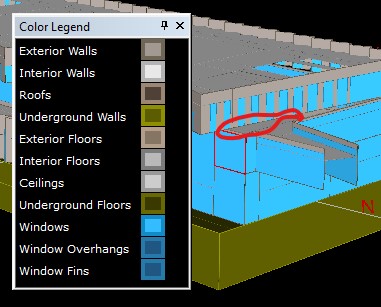 Color Legend
Exterior Walls
Interior Walls
Roofs
Underground Walls
Exterior Floors
Interior Floors
Ceilings
Underground Floors
Windows
Window Overhangs
Window Fins
N